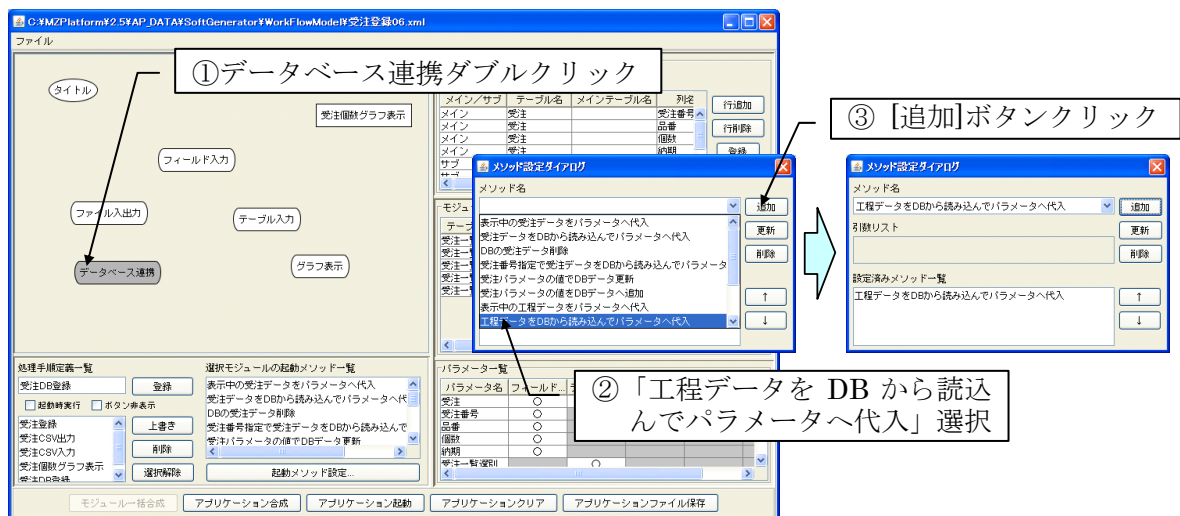 C:¥MZPlatform¥2.5¥AP_DATA¥SoftGenerator¥WorkFlowModel¥受注登録06.xml
ファイル
①データベース連携ダブルクリック
タイトル
受注個数グラフ表示
フィールド入力
ファイル入出力
テーブル入力
データベース連携
グラフ表示
メイン/サブ テーブル名 メインテーブル名 列名
メイン 受注 受注番号
メイン 受注 品番
メイン 受注 個数
メイン 受注 納期
サブ
行追加
行削除
登録
③ [追加]ボタンクリック
メソッド設定ダイアログ
メソッド名
追加
更新
削除
↑
↓
表示中の受注データをパラメータへ代入
受注データをDBから読み込んでパラメータへ代入
DBの受注データ削除
受注番号指定で受注データをDBから読み込んでパラメータ
受注パラメータの値でDBデータ更新
受注パラメータの値をDBデータへ追加
表示中の工程データをパラメータへ代入
工程データをDBから読み込んでパラメータへ代入
メソッド設定ダイアログ
メソッド名
工程データをDBから読み込んでパラメータへ代入
追加
引数リスト
更新
削除
設定済みメソッド一覧
工程データをDBから読み込んでパラメータへ代入
↑
↓
②「工程データを DB から読込
んでパラメータへ代入」選択
処理手順定義一覧
受注DB登録
登録
起動時実行 ボタン非表示
受注登録
受注CSV出力
受注CSV入力
受注個数グラフ表示
受注DB登録
上書き
削除
選択解除
選択モジュールの起動メソッド一覧
表示中の受注データをパラメータへ代入
受注データをDBから読み込んでパラメータへ代
DBの受注データ削除
受注番号指定で受注データをDBから読み込んで
受注パラメータの値でDBデータ更新
起動メソッド設定...
パラメータ一覧
パラメータ名 フィールド...
受注 ○
受注番号 ○
品番 ○
個数 ○
納期 ○
受注一覧選択 ○
モジュール一括合成
アプリケーション合成
アプリケーション起動
アプリケーションクリア
アプリケーションファイル保存